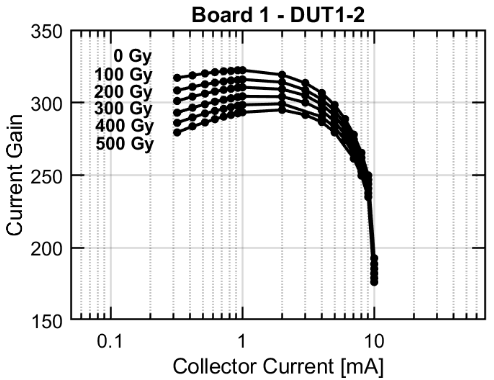 Board 1 - DUT1-2
350
300
250
200
150
Current Gain
0 Gy
100 Gy
200 Gy
300 Gy
400 Gy
500 Gy
0.1
1
10
Collector Current [mA]